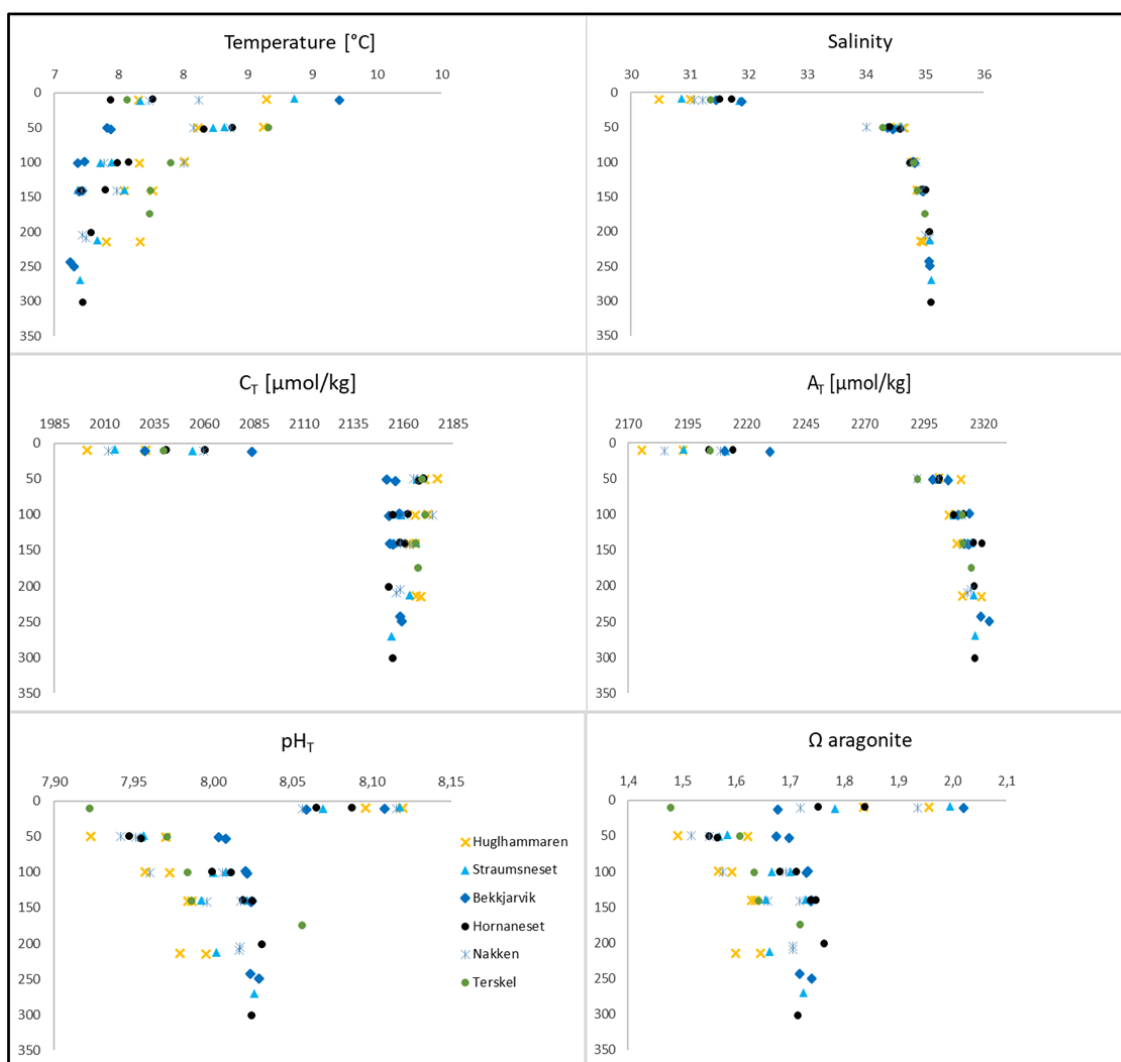 Temperature [°C]
7 8 8 9 9 10 10
0
50
100
150
200
250
300
350
Salinity
30 31 32 33 34 35 36
0
50
100
150
200
250
300
350
C_T [µmol/kg]
1985 2010 2035 2060 2085 2110 2135 2160 2185
0
50
100
150
200
250
300
350
A_T [µmol/kg]
2170 2195 2220 2245 2270 2295 2320
0
50
100
150
200
250
300
350
pH_T
7,90 7,95 8,00 8,05 8,10 8,15
0
50
100
150
200
250
300
350
Huglhammaren
Straumsneset
Bekkjarvik
Hornaneset
Nakken
Terskel
Ω aragonite
1,4 1,5 1,6 1,7 1,8 1,9 2,0 2,1
0
50
100
150
200
250
300
350